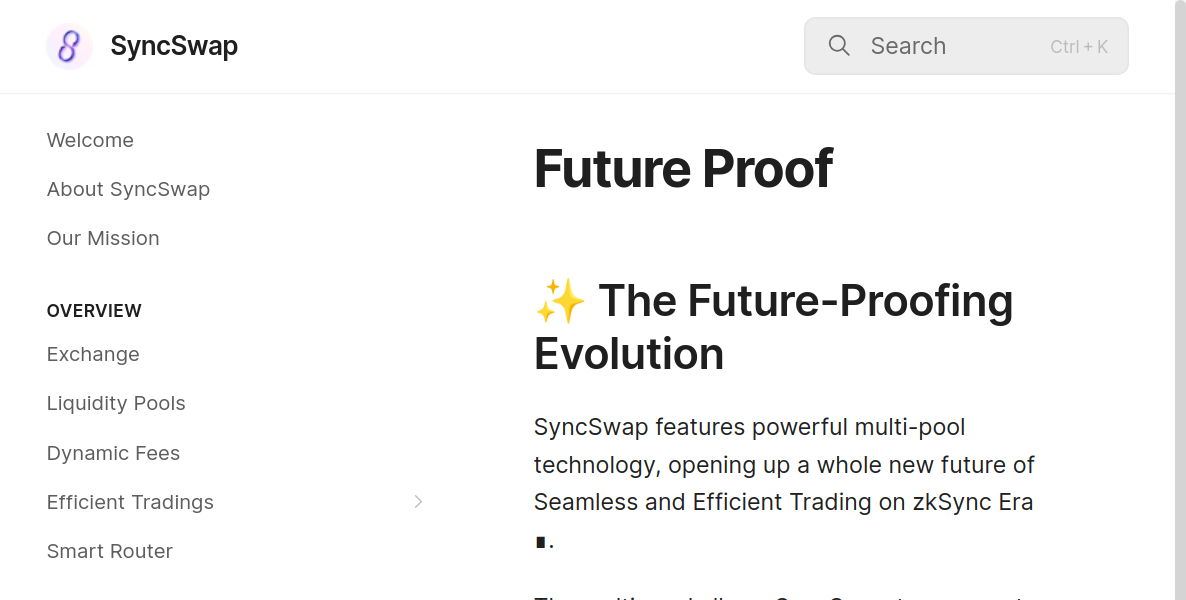 SyncSwap
Search
Ctrl + K
Welcome
About SyncSwap
Our Mission
OVERVIEW
Exchange
Liquidity Pools
Dynamic Fees
Efficient Tradings
Smart Router
Future Proof
✨ The Future-Proofing
Evolution
SyncSwap features powerful multi-pool
technology, opening up a whole new future of
Seamless and Efficient Trading on zkSync Era
∎.